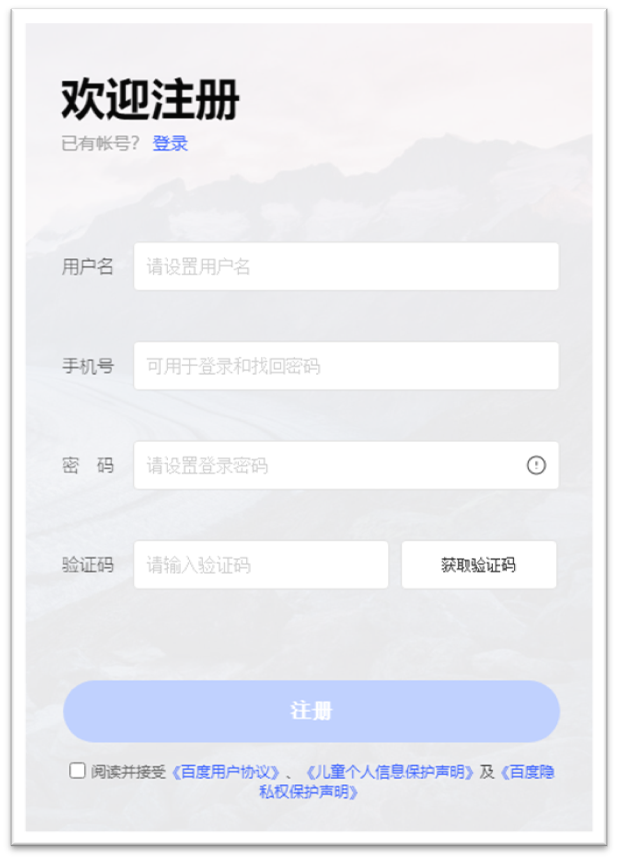 欢迎注册
已有帐号? 登录
用户名 请设置用户名
手机号 可用于登录和找回密码
密 码 请设置登录密码
验证码 请输入验证码 获取验证码
注册
阅读并接受《百度用户协议》、《儿童个人信息保护声明》及《百度隐
私权保护声明》